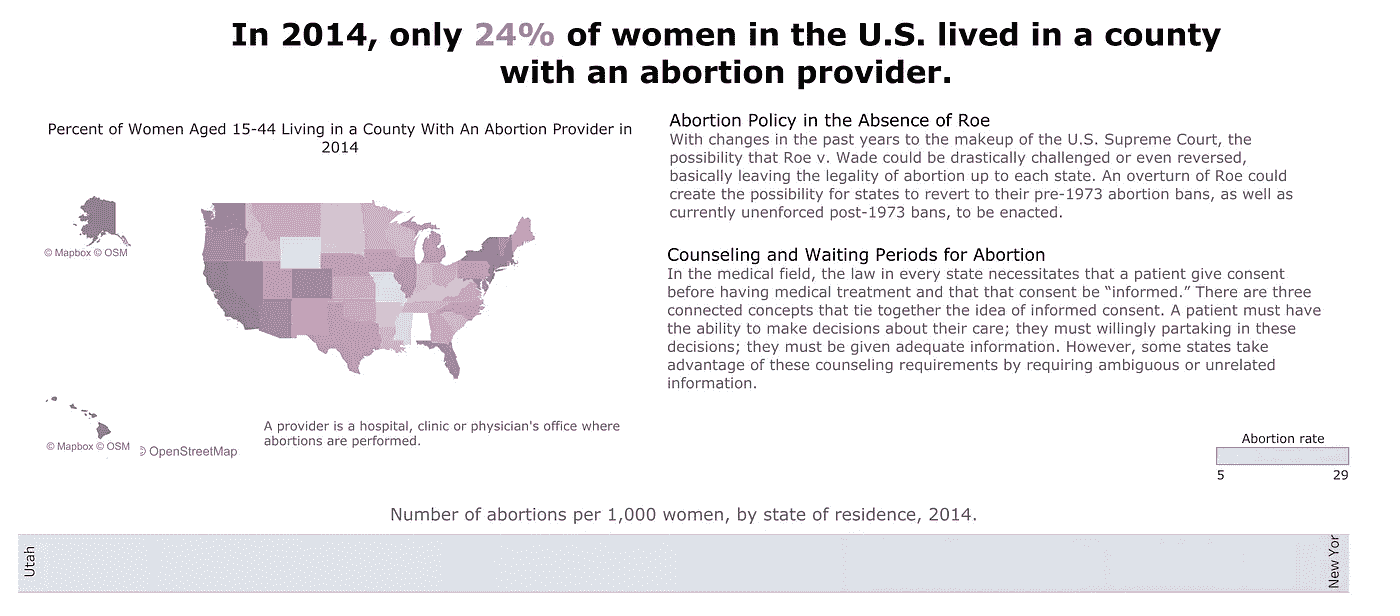 In 2014, only 24% of women in the U.S. lived in a county
with an abortion provider.
Percent of Women Aged 15-44 Living in a County With An Abortion Provider in
2014
© Mapbox © OSM
© Mapbox © OSM
© OpenStreetMap
A provider is a hospital, clinic or physician's office where
abortions are performed.
Abortion Policy in the Absence of Roe
With changes in the past years to the makeup of the U.S. Supreme Court, the
possibility that Roe v. Wade could be drastically challenged or even reversed,
basically leaving the legality of abortion up to each state. An overturn of Roe could
create the possibility for states to revert to their pre-1973 abortion bans, as well as
currently unenforced post-1973 bans, to be enacted.
Counseling and Waiting Periods for Abortion
In the medical field, the law in every state necessitates that a patient give consent
before having medical treatment and that that consent be “informed.” There are three
connected concepts that tie together the idea of informed consent. A patient must have
the ability to make decisions about their care; they must willingly partaking in these
decisions; they must be given adequate information. However, some states take
advantage of these counseling requirements by requiring ambiguous or unrelated
information.
Abortion rate
5 29
Number of abortions per 1,000 women, by state of residence, 2014.
Utah
New Yor